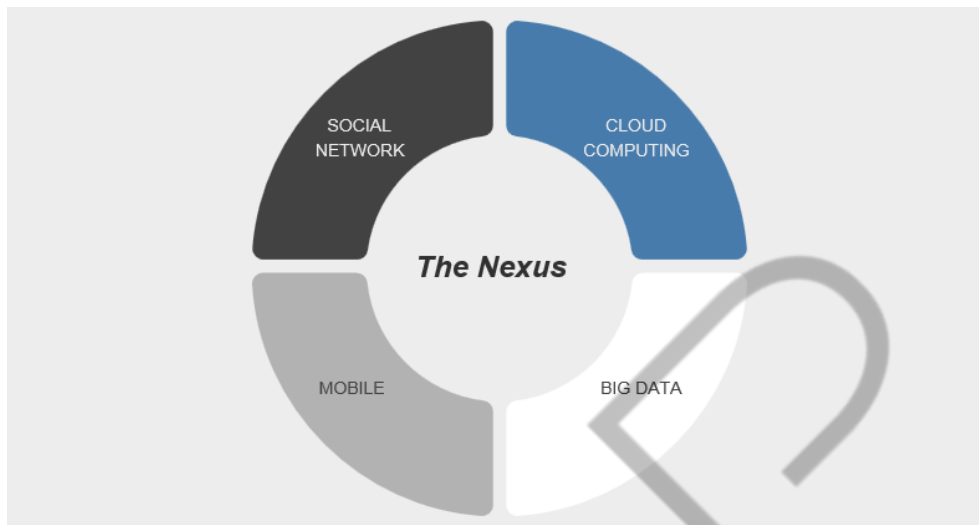 SOCIAL
NETWORK
CLOUD
COMPUTING
The Nexus
MOBILE
BIG DATA